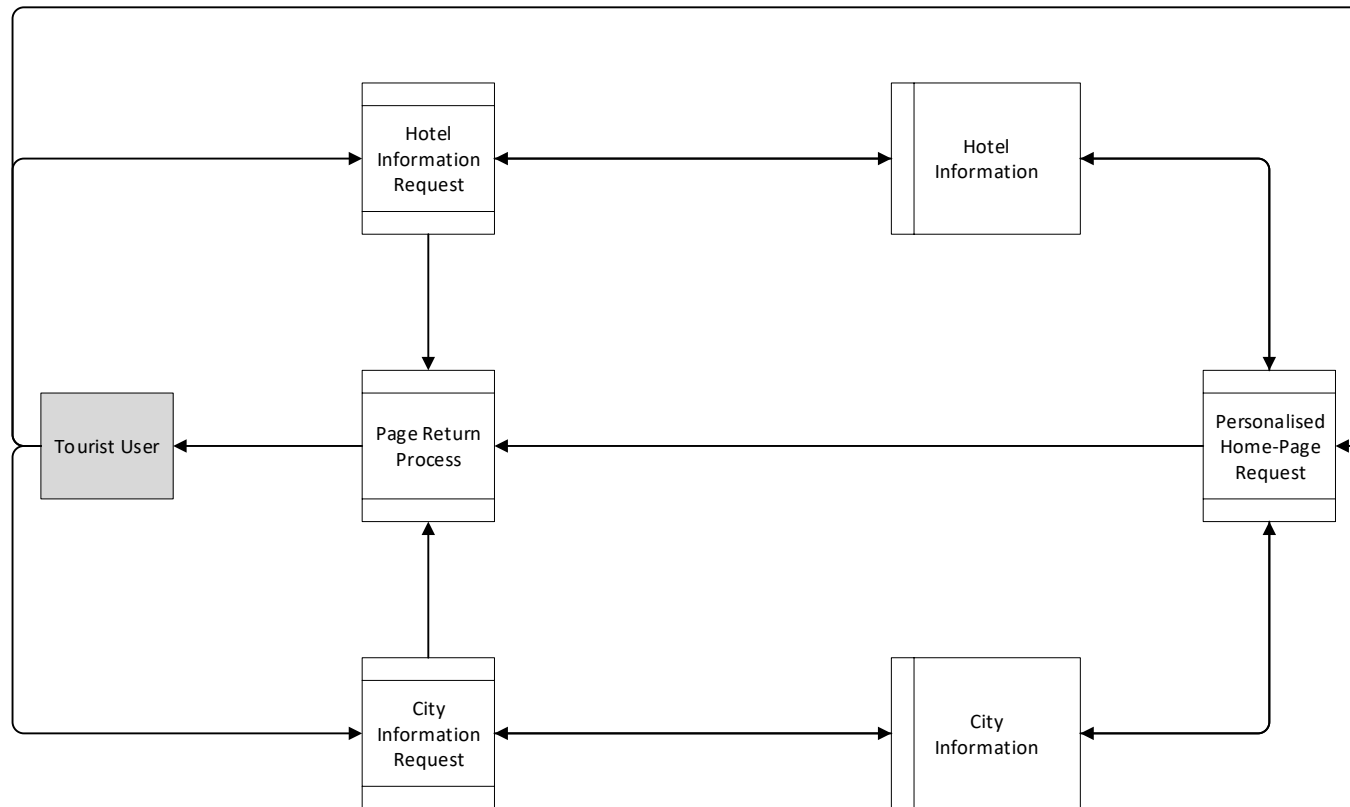 Hotel
Information
Request
Hotel
Information
Tourist User
Page Return
Process
Personalised
Home-Page
Request
City
Information
Request
City
Information